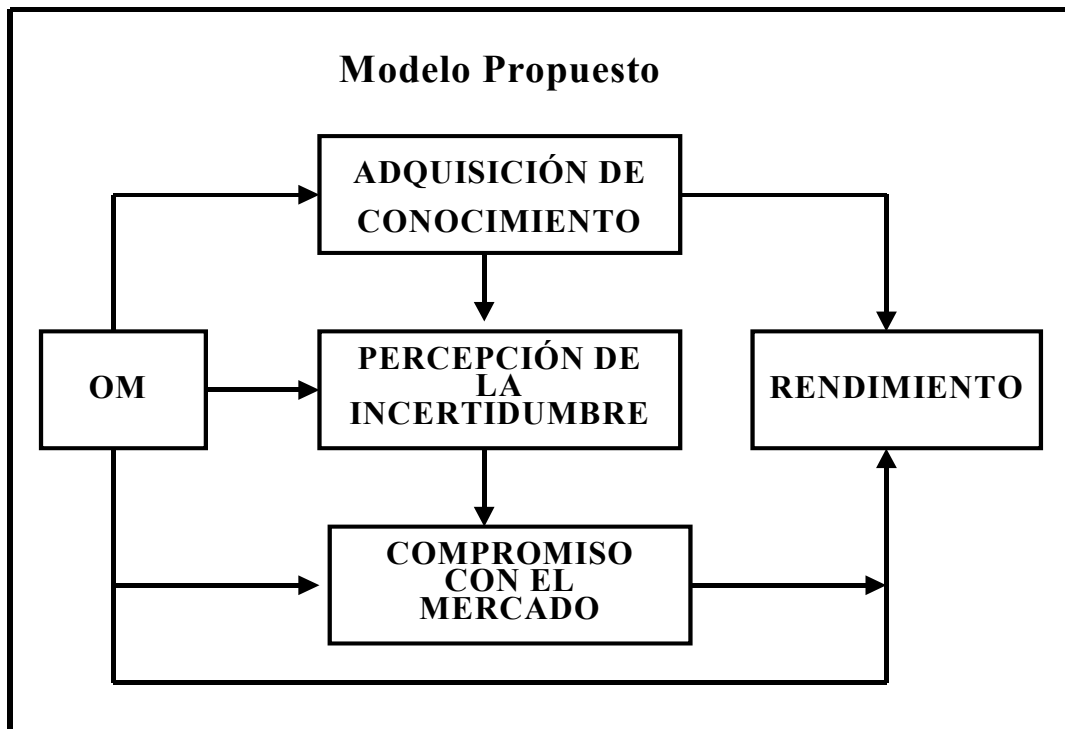 Modelo Propuesto
ADQUISICIÓN DE
CONOCIMIENTO
OM
PERCEPCIÓN DE
LA
INCERTIDUMBRE
RENDIMIENTO
COMPROMISO
CON EL
MERCADO